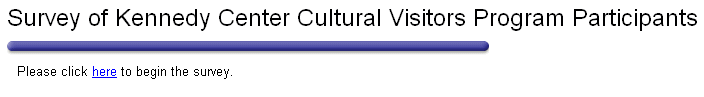 Survey of Kennedy Center Cultural Visitors Program Participants
Please click here to begin the survey.